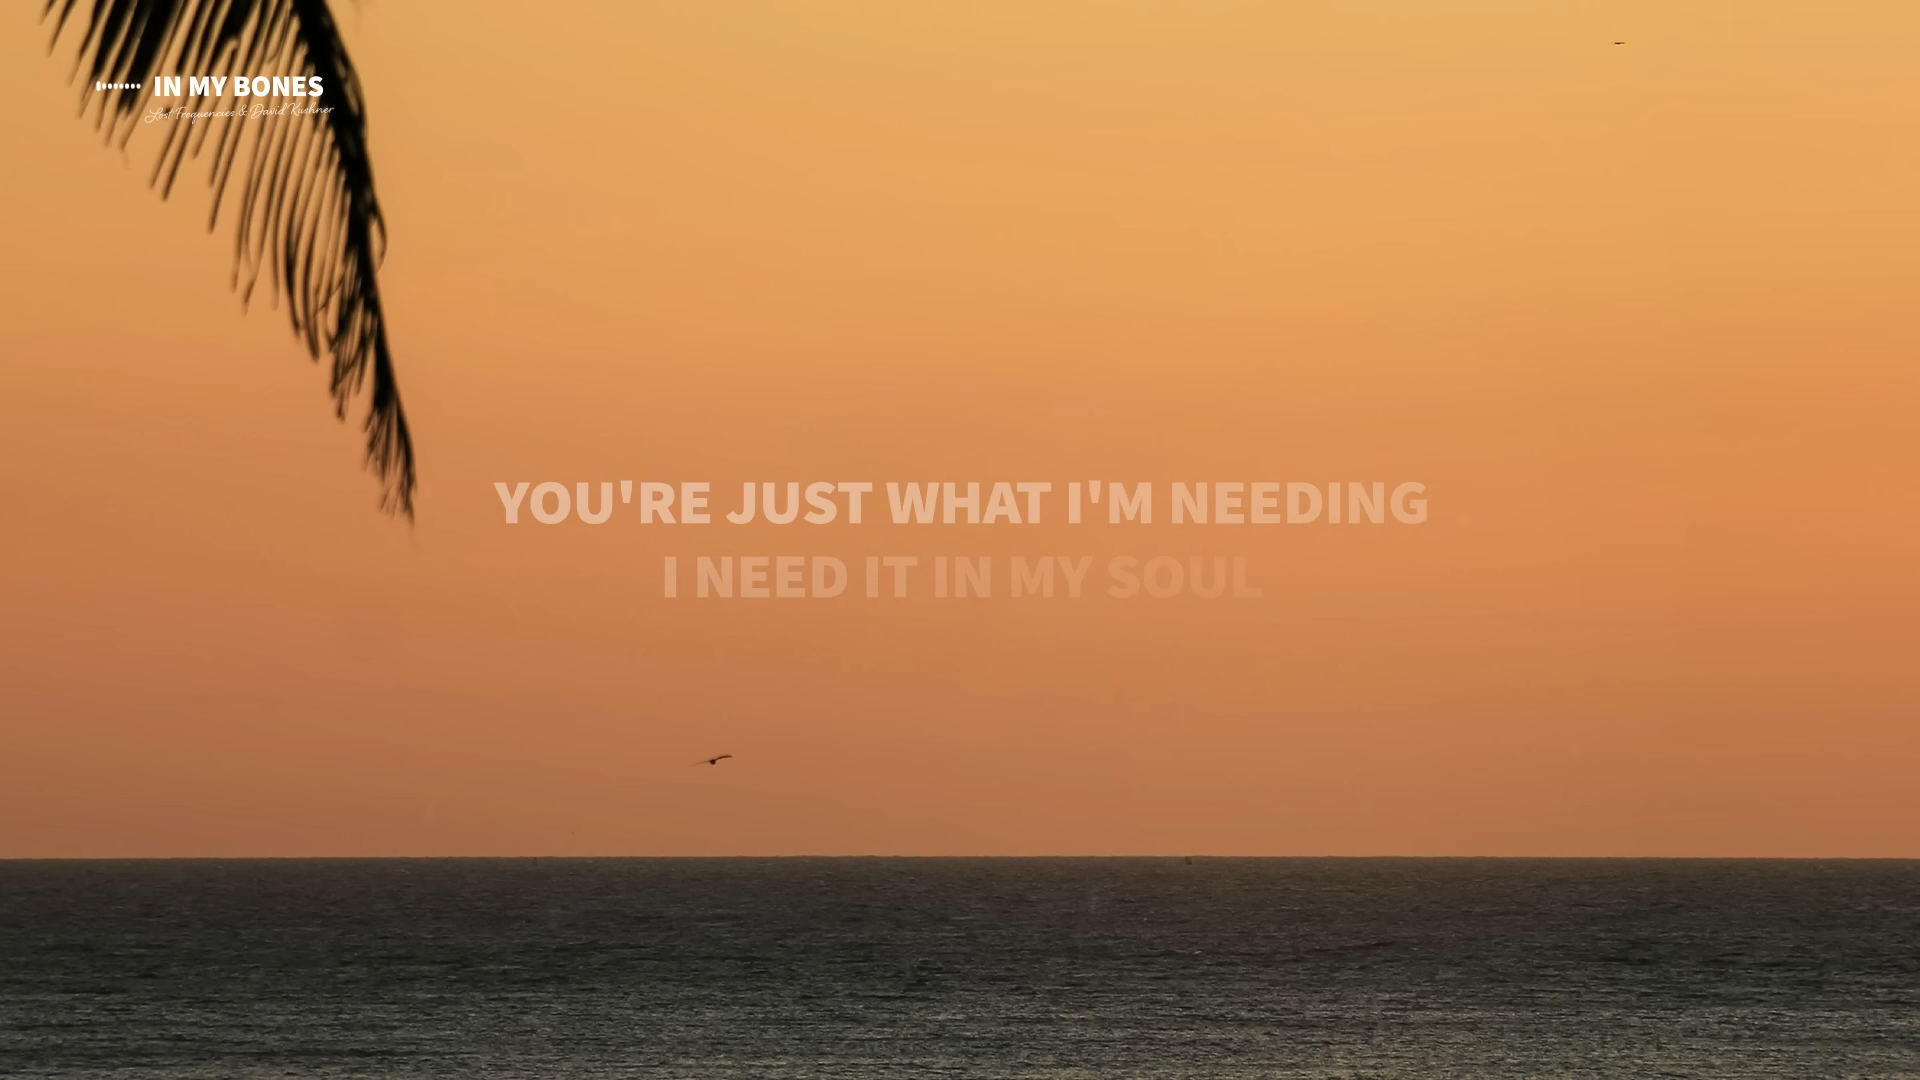 IN MY BONES
Lost Frequencies & David Kushner
YOU'RE JUST WHAT I'M NEEDING
I NEED IT IN MY SOUL